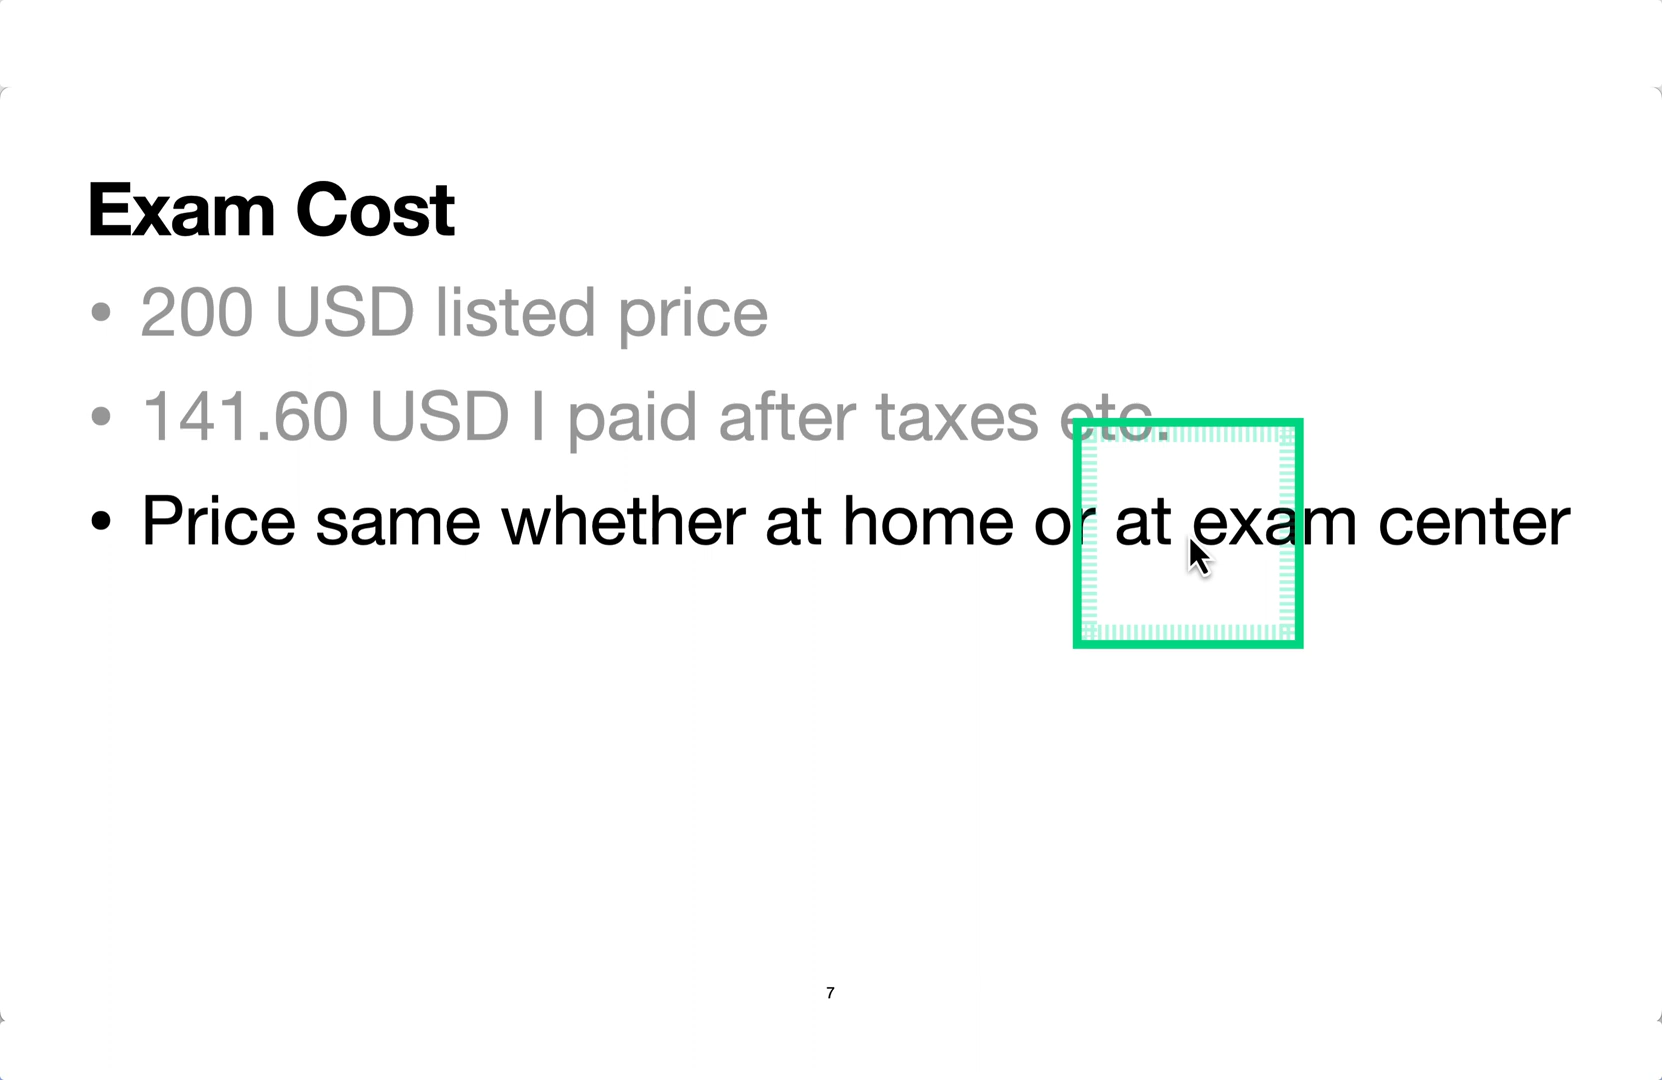 Exam Cost
• 200 USD listed price
• 141.60 USD I paid after taxes etc.
• Price same whether at home or at exam center
7